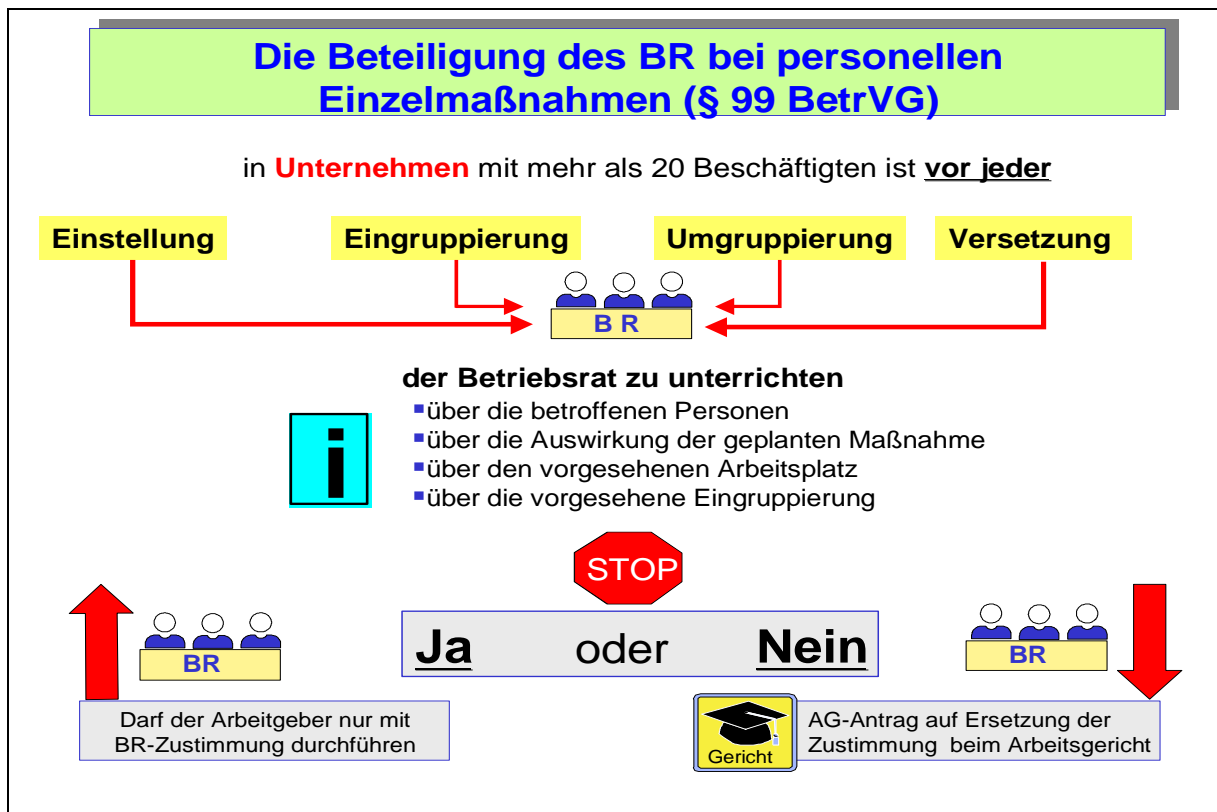 Die Beteiligung des BR bei personellen
Einzelmaßnahmen (§ 99 BetrVG)
in Unternehmen mit mehr als 20 Beschäftigten ist vor jeder
Einstellung
Eingruppierung
Umgruppierung
Versetzung
B R
der Betriebsrat zu unterrichten
über die betroffenen Personen
über die Auswirkung der geplanten Maßnahme
über den vorgesehenen Arbeitsplatz
über die vorgesehene Eingruppierung
i
STOP
BR
Ja oder Nein
BR
Darf der Arbeitgeber nur mit
BR-Zustimmung durchführen
Gericht
AG-Antrag auf Ersetzung der
Zustimmung beim Arbeitsgericht